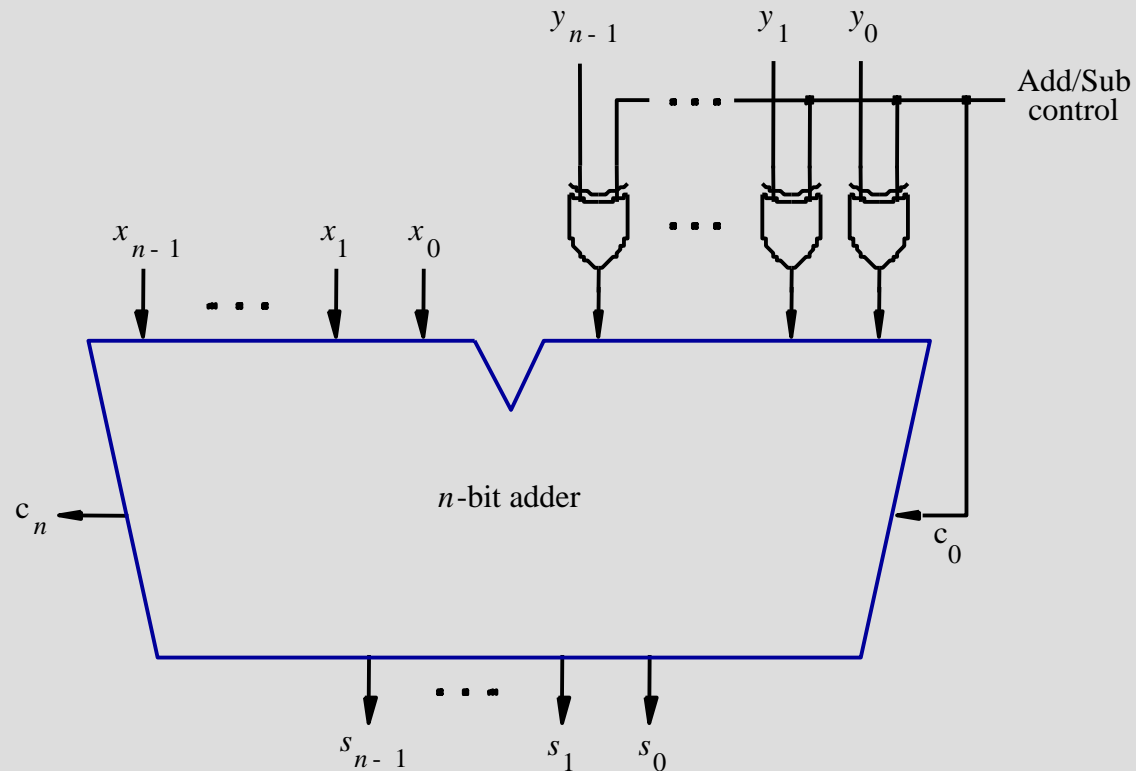 y n- 1 y 1 y 0
Add/Sub
control
x n- 1 x 1 x 0
n-bit adder
c n
c 0
s n- 1 s 1 s 0